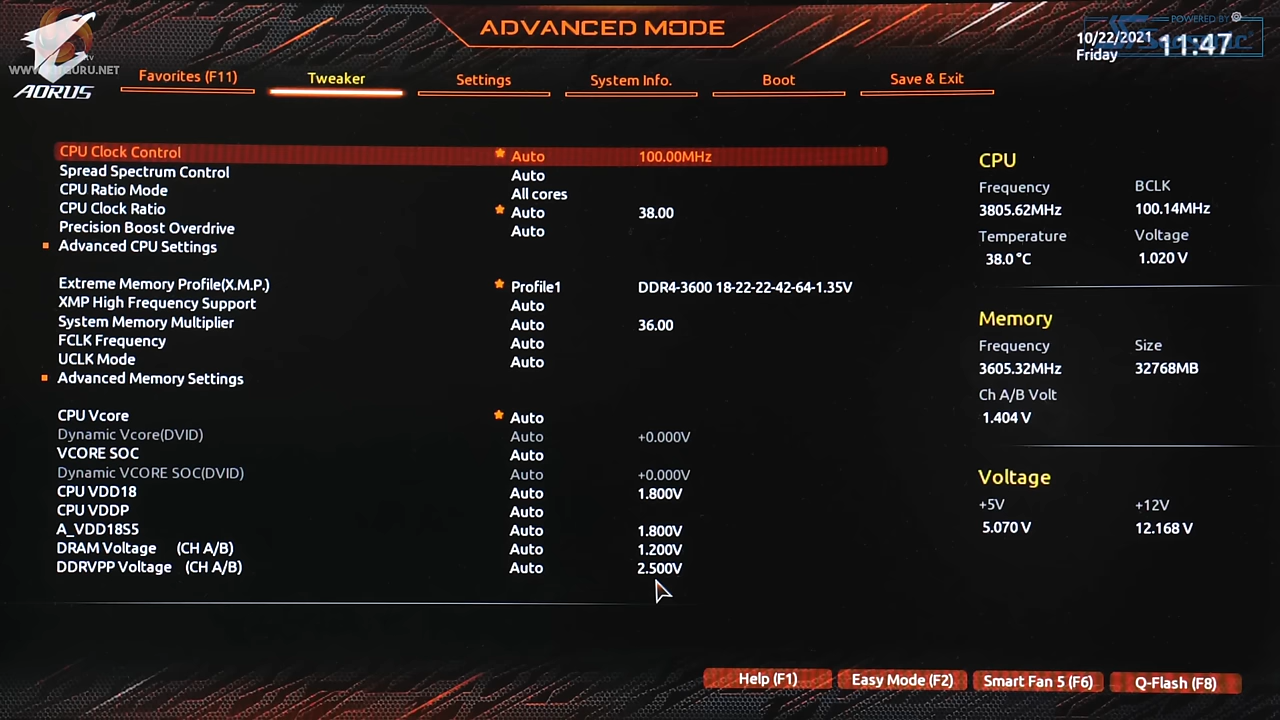 ADVANCED MODE
POWERED BY
10/22/2021 11:47
Friday
AORUS
Favorites (F11) Tweaker Settings System Info. Boot Save & Exit
CPU Clock Control Auto 100.00MHz
Spread Spectrum Control Auto
CPU Ratio Mode All cores
CPU Clock Ratio Auto 38.00
Precision Boost Overdrive Auto
Advanced CPU Settings
Extreme Memory Profile(X.M.P.) Profile1 DDR4-3600 18-22-22-42-64-1.35V
XMP High Frequency Support Auto
System Memory Multiplier Auto 36.00
FCLK Frequency Auto
UCLK Mode Auto
Advanced Memory Settings
CPU Vcore Auto
Dynamic Vcore(DVID) Auto +0.000V
VCORE SOC Auto
Dynamic VCORE SOC(DVID) Auto +0.000V
CPU VDD18 Auto 1.800V
CPU VDDP Auto
A_VDD18S5 Auto 1.800V
DRAM Voltage (CH A/B) Auto 1.200V
DDRVPP Voltage (CH A/B) Auto 2.500V
CPU
Frequency BCLK
3805.62MHz 100.14MHz
Temperature Voltage
38.0 °C 1.020 V
Memory
Frequency Size
3605.32MHz 32768MB
Ch A/B Volt
1.404 V
Voltage
+5V +12V
5.070 V 12.168 V
Help (F1) Easy Mode (F2) Smart Fan 5 (F6) Q-Flash (F8)